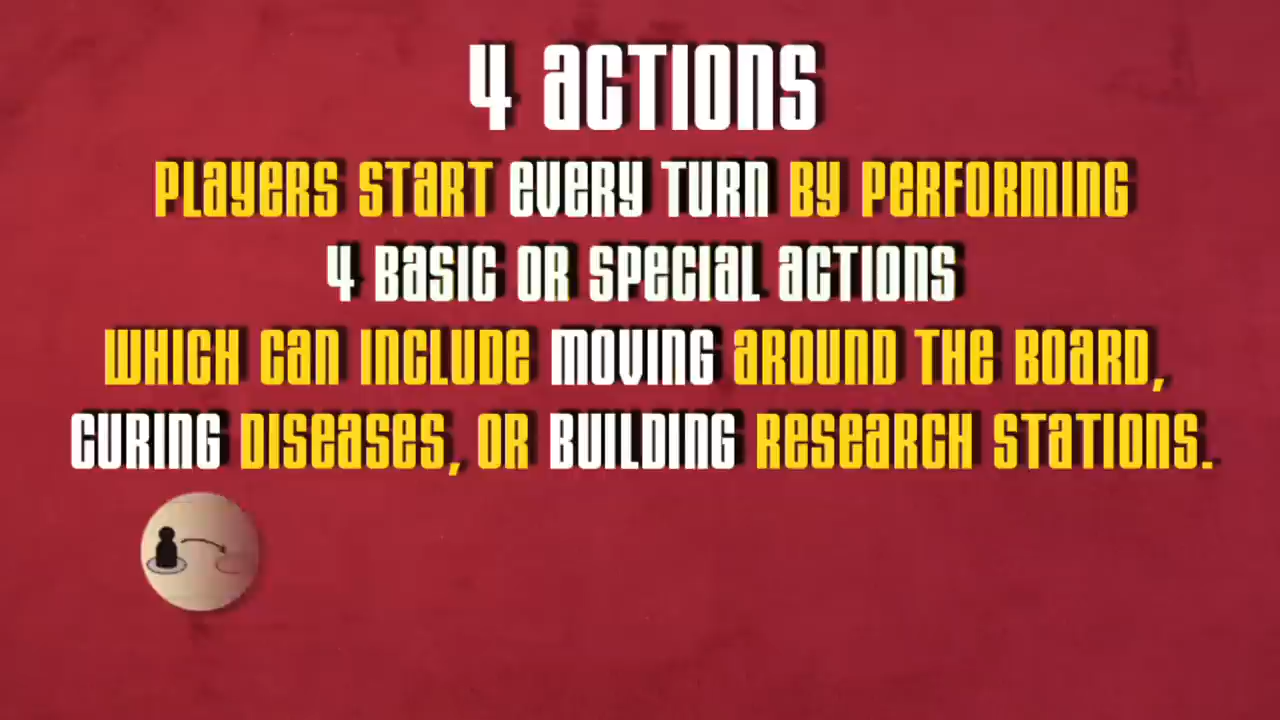 4 ACTIONS
PLAYERS START EVERY TURN BY PERFORMING
4 BASIC OR SPECIAL ACTIONS
WHICH CAN INCLUDE MOVING AROUND THE BOARD,
CURING DISEASES, OR BUILDING RESEARCH STATIONS.